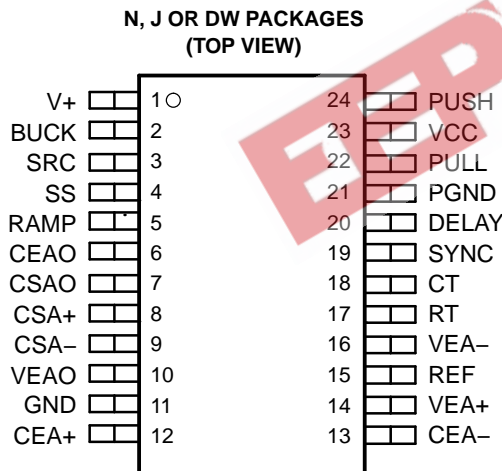 N, J OR DW PACKAGES
(TOP VIEW)
V+ 1 24 PUSH
BUCK 2 23 VCC
SRC 3 22 PULL
SS 4 21 PGND
RAMP 5 20 DELAY
CEAO 6 19 SYNC
CSAO 7 18 CT
CSA+ 8 17 RT
CSA− 9 16 VEA−
VEAO 10 15 REF
GND 11 14 VEA+
CEA+ 12 13 CEA−
EEP